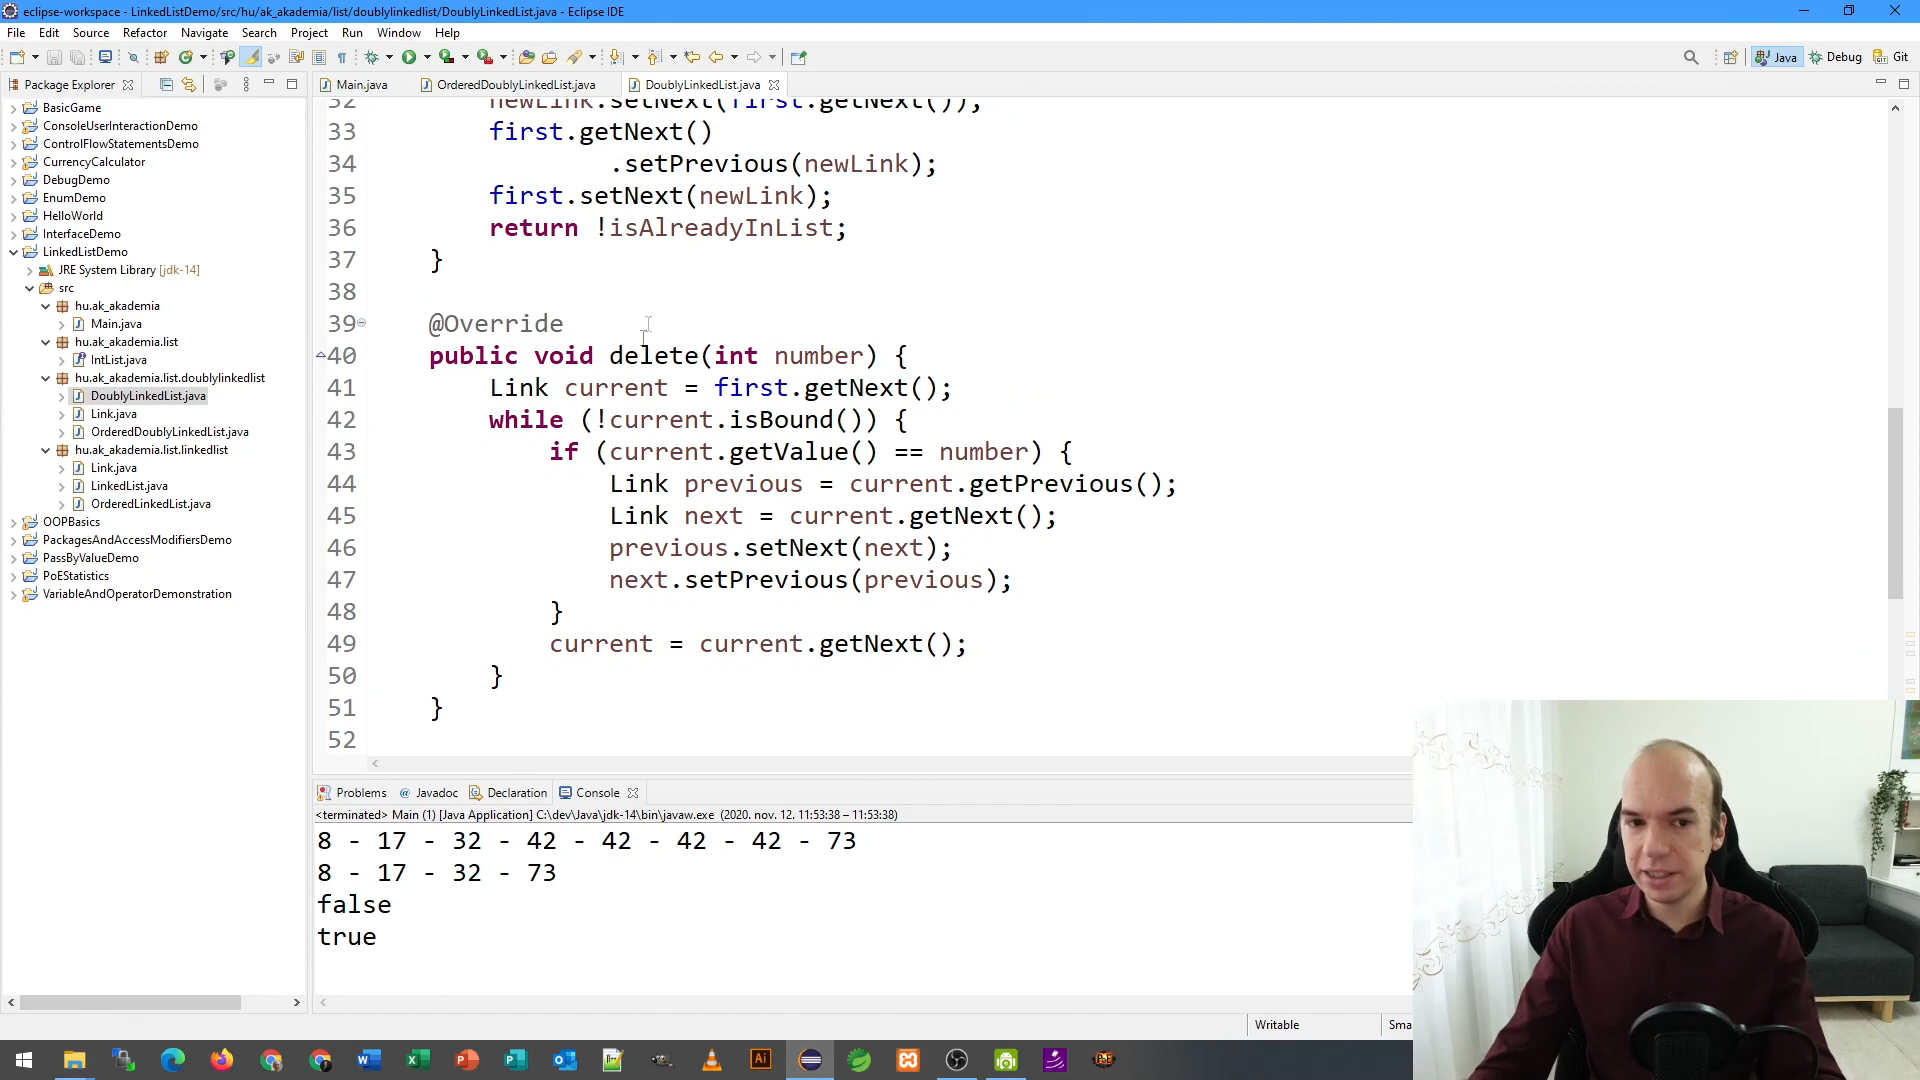 eclipse-workspace - LinkedListDemo/src/hu/ak_akademia/list/doublylinkedlist/DoublyLinkedList.java - Eclipse IDE
File Edit Source Refactor Navigate Search Project Run Window Help
Java Debug Git
Package Explorer
Main.java OrderedDoublyLinkedList.java DoublyLinkedList.java
BasicGame
ConsoleUserInteractionDemo
ControlFlowStatementsDemo
CurrencyCalculator
DebugDemo
EnumDemo
HelloWorld
InterfaceDemo
LinkedListDemo
JRE System Library [jdk-14]
src
hu.ak_akademia
Main.java
hu.ak_akademia.list
IntList.java
hu.ak_akademia.list.doublylinkedlist
DoublyLinkedList.java
Link.java
OrderedDoublyLinkedList.java
hu.ak_akademia.list.linkedlist
Link.java
LinkedList.java
OrderedLinkedList.java
OOPBasics
PackagesAndAccessModifiersDemo
PassByValueDemo
PoEStatistics
VariableAndOperatorDemonstration
32 newLink.setNext(first.getNext());
33 first.getNext()
34 .setPrevious(newLink);
35 first.setNext(newLink);
36 return !isAlreadyInList;
37 }
38
39 @Override
40 public void delete(int number) {
41 Link current = first.getNext();
42 while (!current.isBound()) {
43 if (current.getValue() == number) {
44 Link previous = current.getPrevious();
45 Link next = current.getNext();
46 previous.setNext(next);
47 next.setPrevious(previous);
48 }
49 current = current.getNext();
50 }
51 }
52
Problems Javadoc Declaration Console
<terminated> Main (1) [Java Application] C:\dev\Java\jdk-14\bin\javaw.exe (2020. nov. 12. 11:53:38 – 11:53:38)
8 - 17 - 32 - 42 - 42 - 42 - 42 - 73
8 - 17 - 32 - 73
false
true
Writable Sma